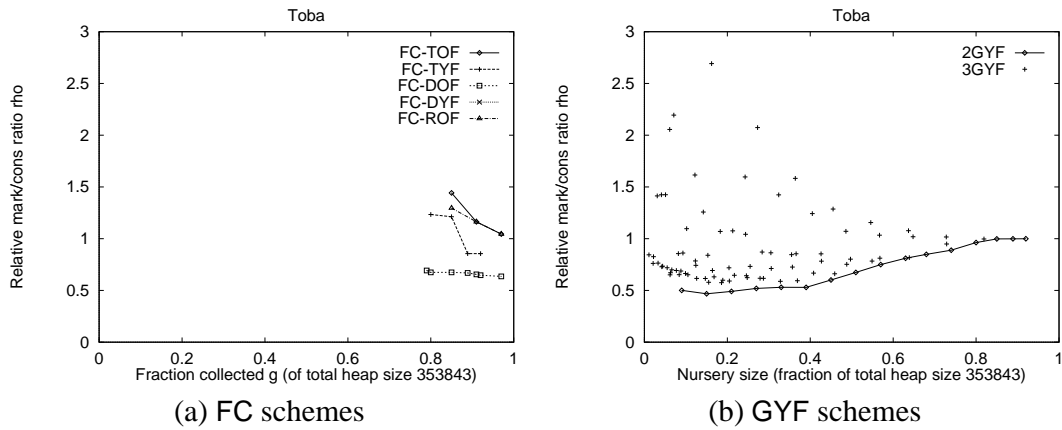 Toba
3
2.5
2
1.5
1
0.5
0
0 0.2 0.4 0.6 0.8 1
Relative mark/cons ratio rho
Fraction collected g (of total heap size 353843)
FC-TOF
FC-TYF
FC-DOF
FC-DYF
FC-ROF
(a) FC schemes
Toba
3
2.5
2
1.5
1
0.5
0
0 0.2 0.4 0.6 0.8 1
Relative mark/cons ratio rho
Nursery size (fraction of total heap size 353843)
2GYF
3GYF
(b) GYF schemes